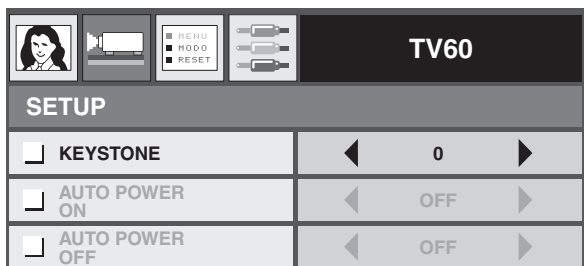 MENU
MODO
RESET
TV60
SETUP
KEYSTONE 0
AUTO POWER
ON
OFF
AUTO POWER
OFF
OFF